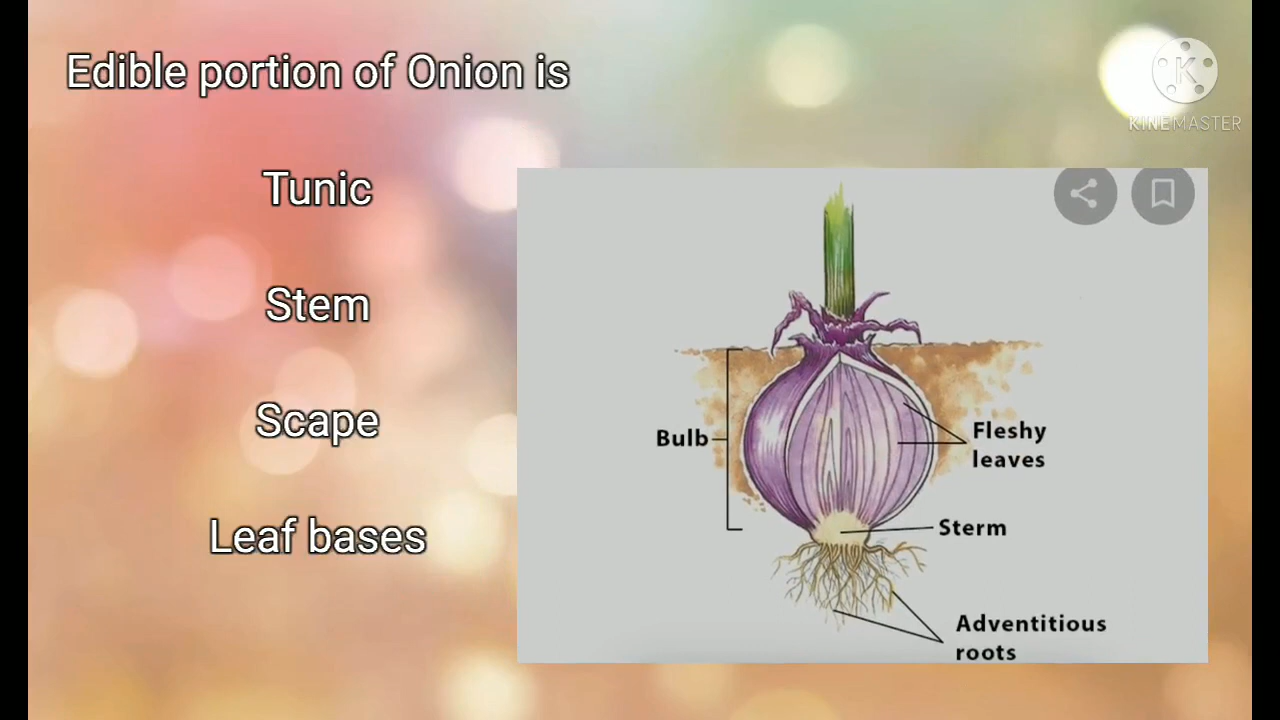 Edible portion of Onion is
KINEMASTER
Tunic
Stem
Scape
Leaf bases
Bulb
Fleshy
leaves
Sterm
Adventitious
roots